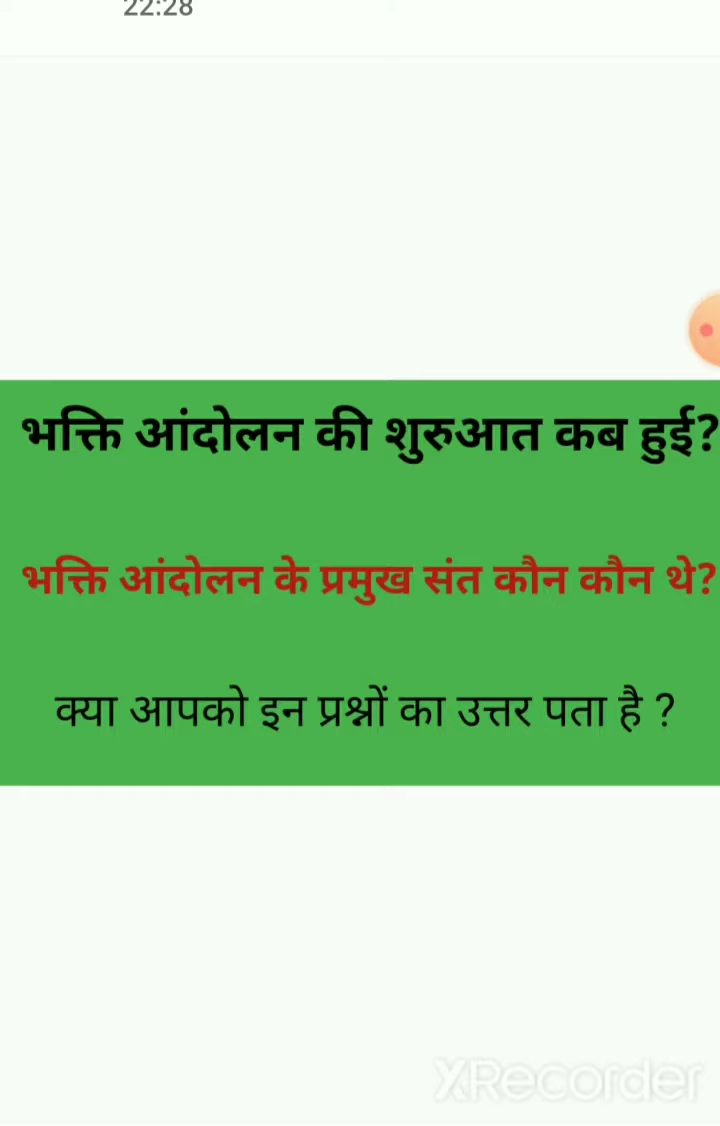 22:28
भक्ति आंदोलन की शुरुआत कब हुई?
भक्ति आंदोलन के प्रमुख संत कौन कौन थे?
क्या आपको इन प्रश्नों का उत्तर पता है ?
XRecorder